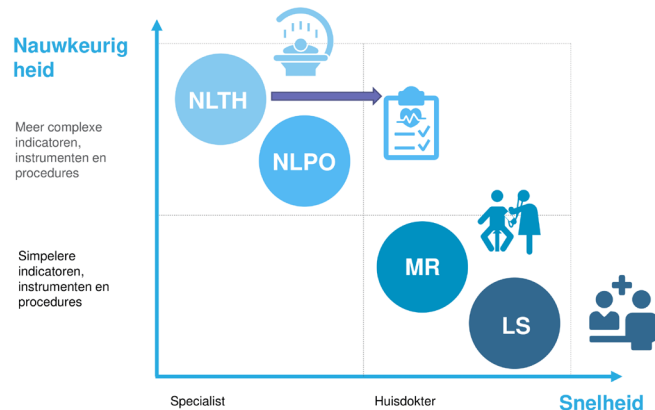 Nauwkeurig
heid
NLTH
NLPO
Meer complexe
indicatoren,
instrumenten en
procedures
Simpelere
indicatoren,
instrumenten en
procedures
MR
LS
Specialist
Huisdokter
Snelheid